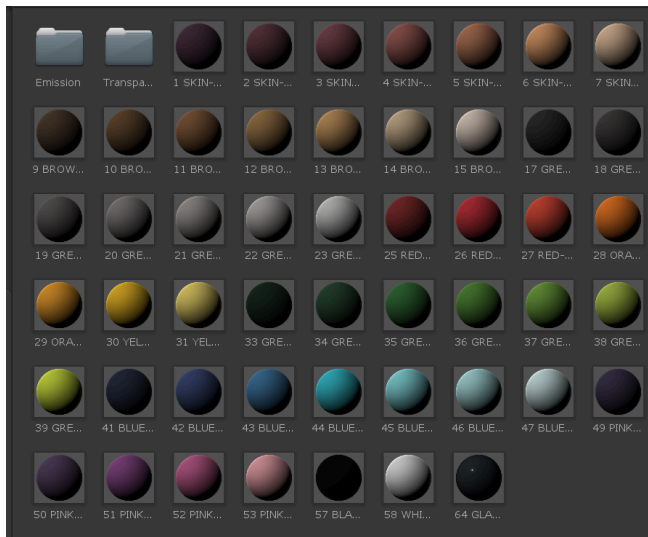 Emission
Transpa...
1 SKIN-...
2 SKIN-...
3 SKIN...
4 SKIN-...
5 SKIN-...
6 SKIN-...
7 SKIN...
9 BROW...
10 BRO...
11 BRO...
12 BRO...
13 BRO...
14 BRO...
15 BRO...
17 GRE...
18 GRE...
19 GRE...
20 GRE...
21 GRE...
22 GRE...
23 GRE...
25 RED...
26 RED...
27 RED-...
28 ORA...
29 ORA...
30 YEL...
31 YEL...
33 GRE...
34 GRE...
35 GRE...
36 GRE...
37 GRE...
38 GRE...
39 GRE...
41 BLUE...
42 BLUE...
43 BLUE...
44 BLUE...
45 BLUE...
46 BLUE...
47 BLUE...
49 PINK...
50 PINK...
51 PINK...
52 PINK...
53 PINK...
57 BLA...
58 WHI...
64 GLA...